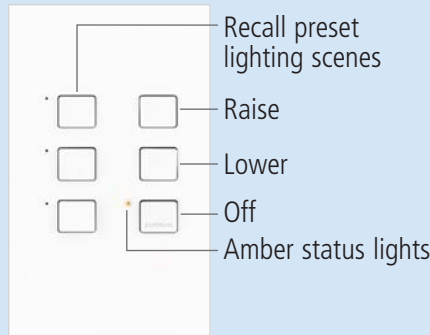 Recall preset
lighting scenes
Raise
Lower
Off
Amber status lights